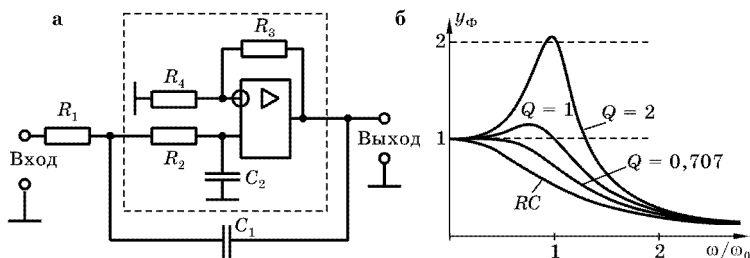 а
R₃
R₄
R₁
R₂
C₂
C₁
Вход
Выход
б
yФ
2
1
Q = 1
Q = 2
Q = 0,707
RC
1
2
ω/ω₀